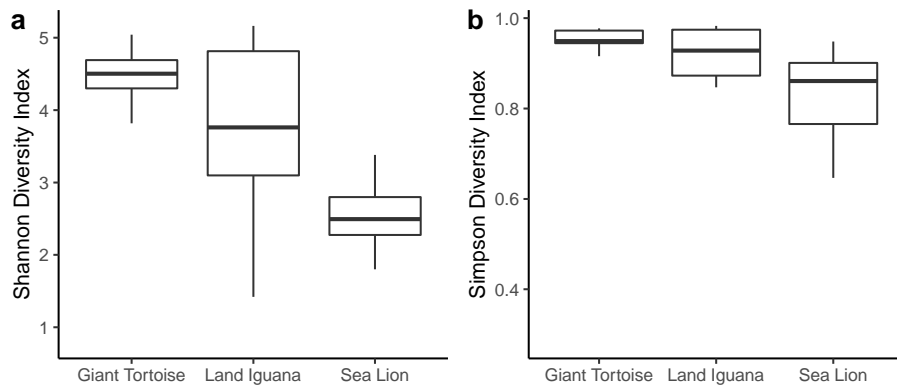 a
Shannon Diversity Index
5
4
3
2
1
Giant Tortoise Land Iguana Sea Lion
b
Simpson Diversity Index
1.0
0.8
0.6
0.4
Giant Tortoise Land Iguana Sea Lion